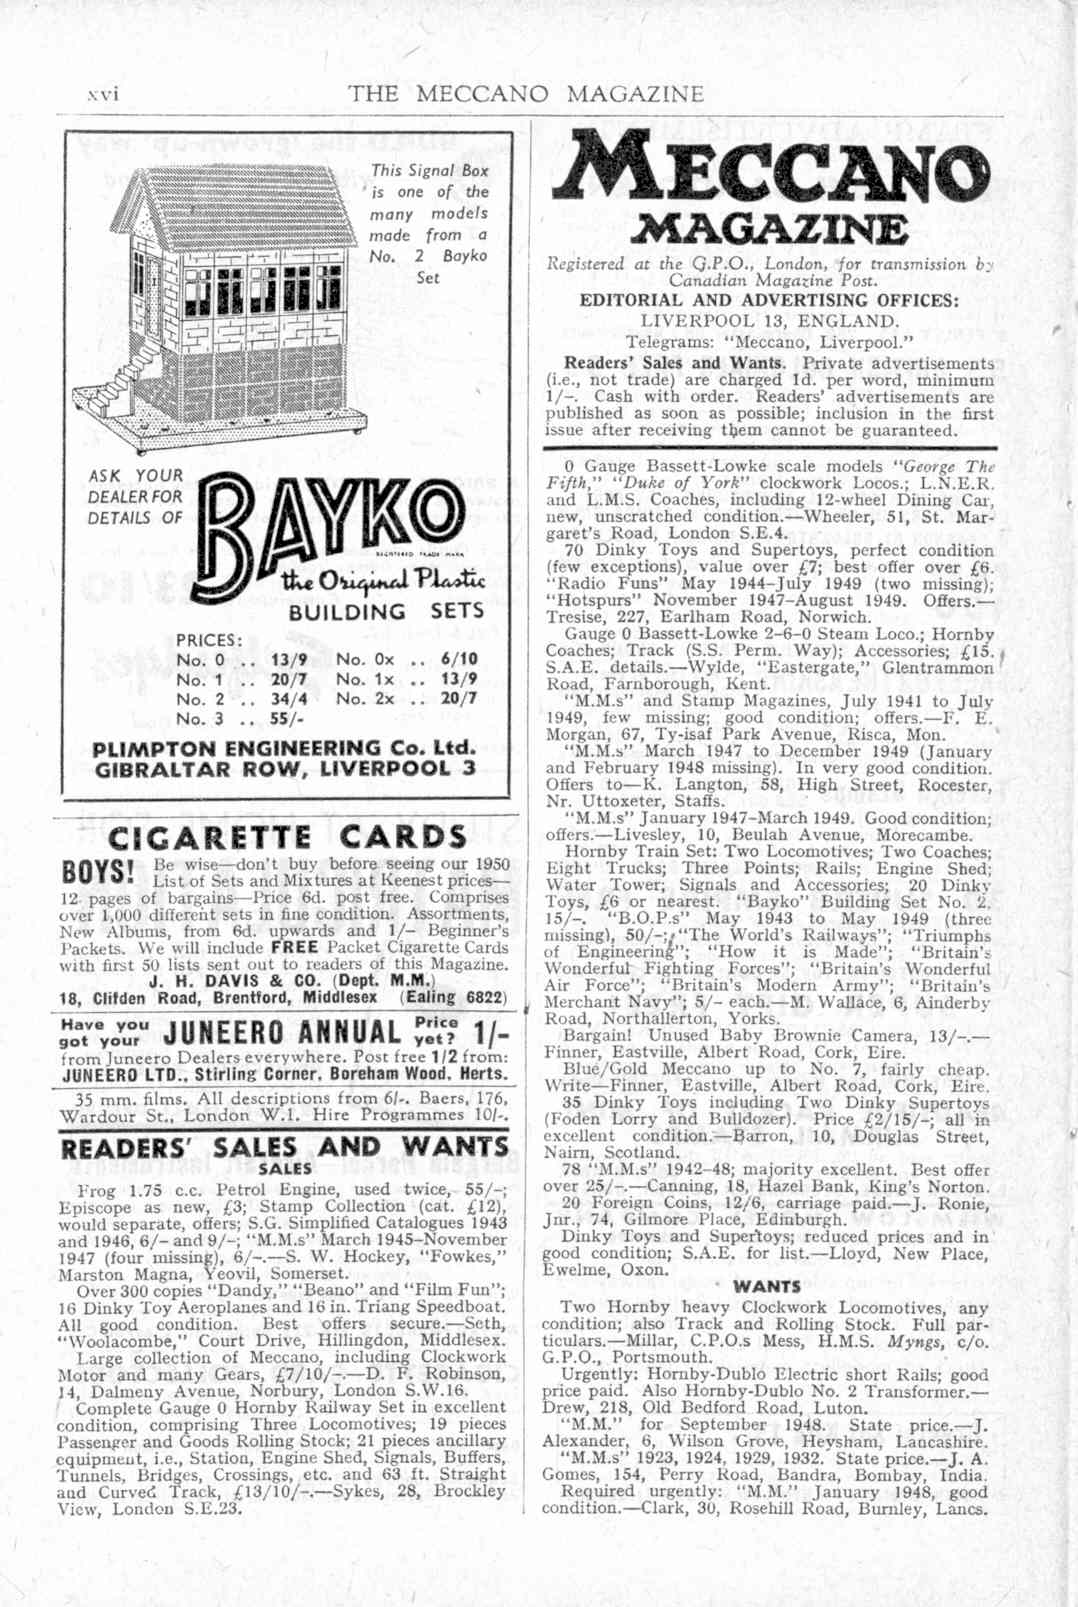 xvi THE MECCANO MAGAZINE
This Signal Box
is one of the
many models
made from a
No. 2 Bayko
Set
ASK YOUR
DEALER FOR
DETAILS OF
BAYKO
REGISTERED TRADE MARK
the Original Plastic
BUILDING SETS
PRICES:
No. 0 .. 13/9 No. 0x .. 6/10
No. 1 .. 20/7 No. 1x .. 13/9
No. 2 .. 34/4 No. 2x .. 20/7
No. 3 .. 55/-
PLIMPTON ENGINEERING Co. Ltd.
GIBRALTAR ROW, LIVERPOOL 3
CIGARETTE CARDS
BOYS! Be wise—don't buy before seeing our 1950
List of Sets and Mixtures at Keenest prices—
12 pages of bargains—Price 6d. post free. Comprises
over 1,000 different sets in fine condition. Assortments,
New Albums, from 6d. upwards and 1/– Beginner's
Packets. We will include FREE Packet Cigarette Cards
with first 50 lists sent out to readers of this Magazine.
J. H. DAVIS & CO. (Dept. M.M.)
18, Clifden Road, Brentford, Middlesex (Ealing 6822)
Have you got your JUNEERO ANNUAL Price yet? 1/-
from Juneero Dealers everywhere. Post free 1/2 from:
JUNEERO LTD., Stirling Corner, Boreham Wood, Herts.
35 mm. films. All descriptions from 6/-. Baers, 176,
Wardour St., London W.1. Hire Programmes 10/-.
READERS' SALES AND WANTS
SALES
Frog 1.75 c.c. Petrol Engine, used twice, 55/–;
Episcope as new, £3; Stamp Collection (cat. £12),
would separate, offers; S.G. Simplified Catalogues 1943
and 1946, 6/– and 9/–; "M.M.s" March 1945–November
1947 (four missing), 6/–.—S. W. Hockey, "Fowkes,"
Marston Magna, Yeovil, Somerset.
Over 300 copies "Dandy," "Beano" and "Film Fun";
16 Dinky Toy Aeroplanes and 16 in. Triang Speedboat.
All good condition. Best offers secure.—Seth,
"Woolacombe," Court Drive, Hillingdon, Middlesex.
Large collection of Meccano, including Clockwork
Motor and many Gears, £7/10/–.—D. F. Robinson,
14, Dalmeny Avenue, Norbury, London S.W.16.
Complete Gauge 0 Hornby Railway Set in excellent
condition, comprising Three Locomotives; 19 pieces
Passenger and Goods Rolling Stock; 21 pieces ancillary
equipment, i.e., Station, Engine Shed, Signals, Buffers,
Tunnels, Bridges, Crossings, etc. and 63 ft. Straight
and Curved Track, £13/10/–.—Sykes, 28, Brockley
View, London S.E.23.
MECCANO
MAGAZINE
Registered at the G.P.O., London, for transmission by
Canadian Magazine Post.
EDITORIAL AND ADVERTISING OFFICES:
LIVERPOOL 13, ENGLAND.
Telegrams: "Meccano, Liverpool."
Readers' Sales and Wants. Private advertisements
(i.e., not trade) are charged 1d. per word, minimum
1/–. Cash with order. Readers' advertisements are
published as soon as possible; inclusion in the first
issue after receiving them cannot be guaranteed.
0 Gauge Bassett-Lowke scale models "George The
Fifth," "Duke of York" clockwork Locos.; L.N.E.R.
and L.M.S. Coaches, including 12-wheel Dining Car,
new, unscratched condition.—Wheeler, 51, St. Mar-
garet's Road, London S.E.4.
70 Dinky Toys and Supertoys, perfect condition
(few exceptions), value over £7; best offer over £6.
"Radio Funs" May 1944–July 1949 (two missing);
"Hotspurs" November 1947–August 1949. Offers.—
Tresise, 227, Earlham Road, Norwich.
Gauge 0 Bassett-Lowke 2–6–0 Steam Loco.; Hornby
Coaches; Track (S.S. Perm. Way); Accessories; £15.
S.A.E. details.—Wylde, "Eastergate," Glentrammon
Road, Farnborough, Kent.
"M.M.s" and Stamp Magazines, July 1941 to July
1949, few missing; good condition; offers.—F. E.
Morgan, 67, Ty-isaf Park Avenue, Risca, Mon.
"M.M.s" March 1947 to December 1949 (January
and February 1948 missing). In very good condition.
Offers to—K. Langton, 58, High Street, Rocester,
Nr. Uttoxeter, Staffs.
"M.M.s" January 1947–March 1949. Good condition;
offers.—Livesley, 10, Beulah Avenue, Morecambe.
Hornby Train Set: Two Locomotives; Two Coaches;
Eight Trucks; Three Points; Rails; Engine Shed;
Water Tower; Signals and Accessories; 20 Dinky
Toys, £6 or nearest. "Bayko" Building Set No. 2,
15/–. "B.O.P.s" May 1943 to May 1949 (three
missing), 50/–; "The World's Railways"; "Triumphs
of Engineering"; "How it is Made"; "Britain's
Wonderful Fighting Forces"; "Britain's Wonderful
Air Force"; "Britain's Modern Army"; "Britain's
Merchant Navy"; 5/– each.—M. Wallace, 6, Ainderby
Road, Northallerton, Yorks.
Bargain! Unused Baby Brownie Camera, 13/–.—
Finner, Eastville, Albert Road, Cork, Eire.
Blue/Gold Meccano up to No. 7, fairly cheap.
Write—Finner, Eastville, Albert Road, Cork, Eire.
35 Dinky Toys including Two Dinky Supertoys
(Foden Lorry and Bulldozer). Price £2/15/–; all in
excellent condition.—Barron, 10, Douglas Street,
Nairn, Scotland.
78 "M.M.s" 1942–48; majority excellent. Best offer
over 25/–.—Canning, 18, Hazel Bank, King's Norton.
20 Foreign Coins, 12/6, carriage paid.—J. Ronie,
Jnr., 74, Gilmore Place, Edinburgh.
Dinky Toys and Supertoys; reduced prices and in
good condition; S.A.E. for list.—Lloyd, New Place,
Ewelme, Oxon.
WANTS
Two Hornby heavy Clockwork Locomotives, any
condition; also Track and Rolling Stock. Full par-
ticulars.—Millar, C.P.O.s Mess, H.M.S. Myngs, c/o.
G.P.O., Portsmouth.
Urgently: Hornby-Dublo Electric short Rails; good
price paid. Also Hornby-Dublo No. 2 Transformer.—
Drew, 218, Old Bedford Road, Luton.
"M.M." for September 1948. State price.—J.
Alexander, 6, Wilson Grove, Heysham, Lancashire.
"M.M.s" 1923, 1924, 1929, 1932. State price.—J. A.
Gomes, 154, Perry Road, Bandra, Bombay, India.
Required urgently: "M.M." January 1948, good
condition.—Clark, 30, Rosehill Road, Burnley, Lancs.